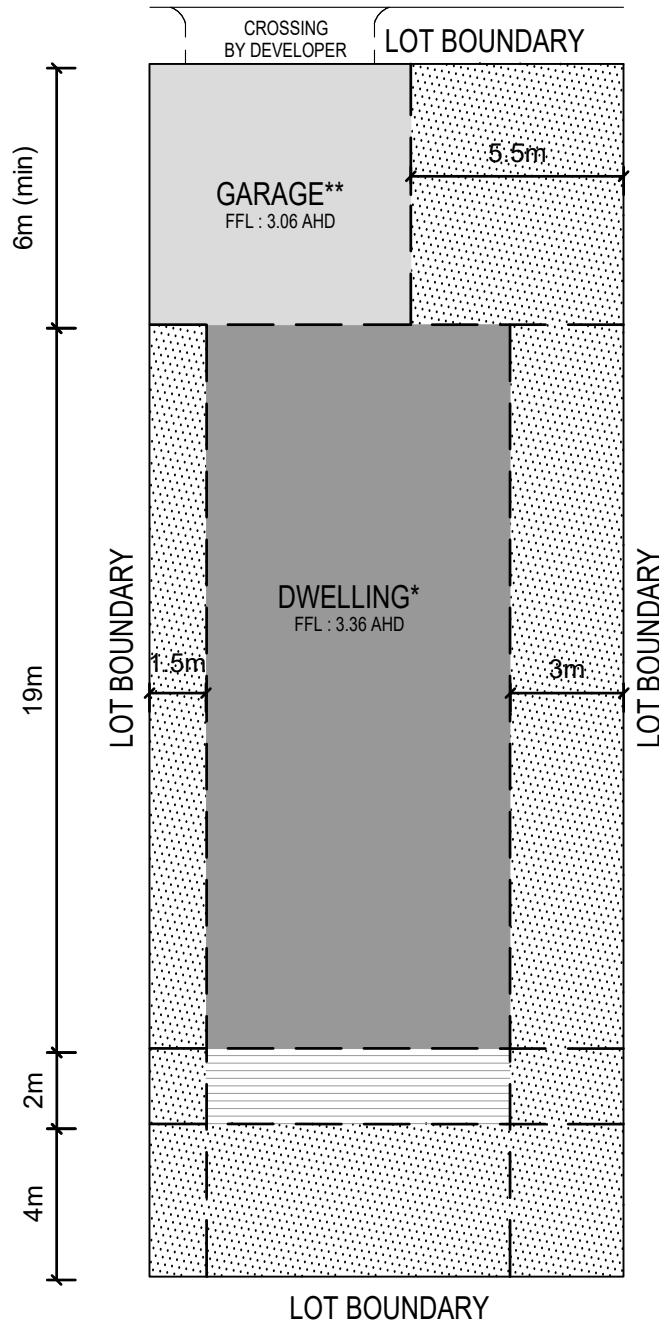 CROSSING
BY DEVELOPER
LOT BOUNDARY
5.5m
6m (min)
GARAGE**
FFL : 3.06 AHD
DWELLING*
FFL : 3.36 AHD
LOT BOUNDARY
LOT BOUNDARY
1.5m
3m
19m
2m
4m
LOT BOUNDARY